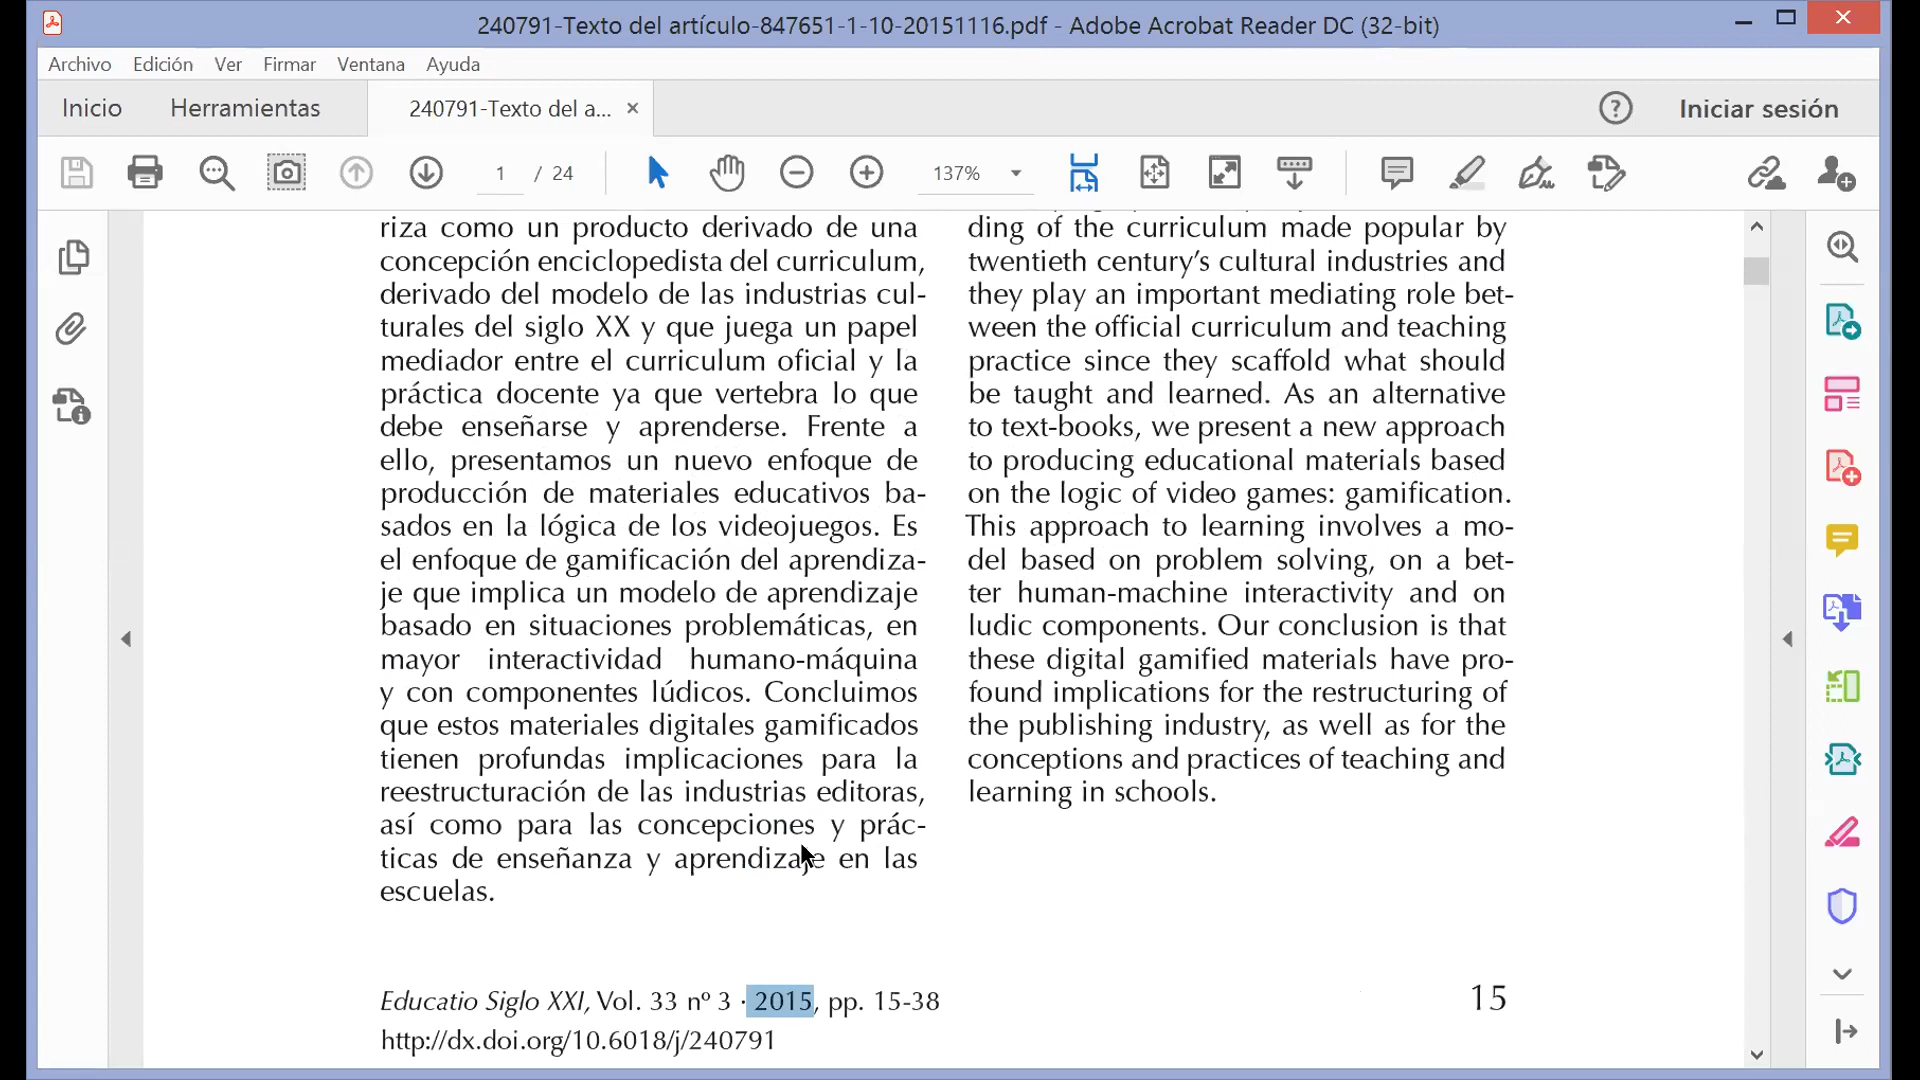 240791-Texto del artículo-847651-1-10-20151116.pdf - Adobe Acrobat Reader DC (32-bit)
Archivo Edición Ver Firmar Ventana Ayuda
Inicio Herramientas 240791-Texto del a... × Iniciar sesión
1 / 24 137%
riza como un producto derivado de una
concepción enciclopedista del curriculum,
derivado del modelo de las industrias cul-
turales del siglo XX y que juega un papel
mediador entre el curriculum oficial y la
práctica docente ya que vertebra lo que
debe enseñarse y aprenderse. Frente a
ello, presentamos un nuevo enfoque de
producción de materiales educativos ba-
sados en la lógica de los videojuegos. Es
el enfoque de gamificación del aprendiza-
je que implica un modelo de aprendizaje
basado en situaciones problemáticas, en
mayor interactividad humano-máquina
y con componentes lúdicos. Concluimos
que estos materiales digitales gamificados
tienen profundas implicaciones para la
reestructuración de las industrias editoras,
así como para las concepciones y prác-
ticas de enseñanza y aprendizaje en las
escuelas.
ding of the curriculum made popular by
twentieth century's cultural industries and
they play an important mediating role bet-
ween the official curriculum and teaching
practice since they scaffold what should
be taught and learned. As an alternative
to text-books, we present a new approach
to producing educational materials based
on the logic of video games: gamification.
This approach to learning involves a mo-
del based on problem solving, on a bet-
ter human-machine interactivity and on
ludic components. Our conclusion is that
these digital gamified materials have pro-
found implications for the restructuring of
the publishing industry, as well as for the
conceptions and practices of teaching and
learning in schools.
Educatio Siglo XXI, Vol. 33 nº 3 · 2015, pp. 15-38
15
http://dx.doi.org/10.6018/j/240791